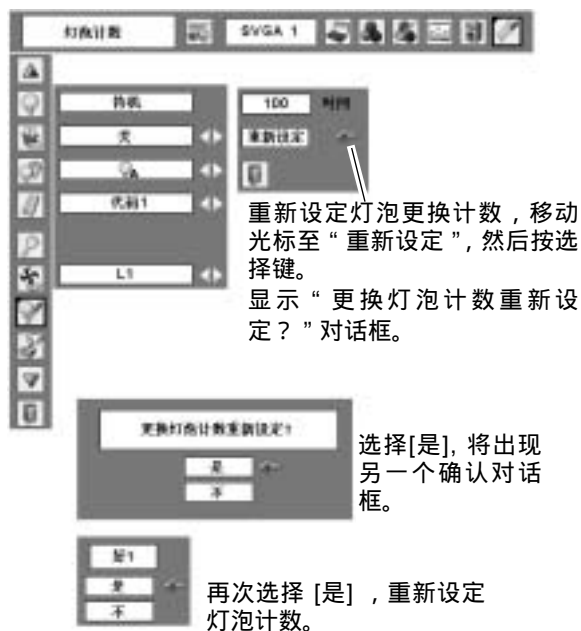 灯泡计数 SVGA 1
待机
关
代码1
L1
100 时间
重新设定
重新设定灯泡更换计数，移动
光标至“重新设定”，然后按选
择键。
显示“更换灯泡计数重新设
定？”对话框。
更换灯泡计数重新设定?
是
不
选择[是], 将出现
另一个确认对话
框。
是?
是
不
再次选择 [是] ，重新设定
灯泡计数。